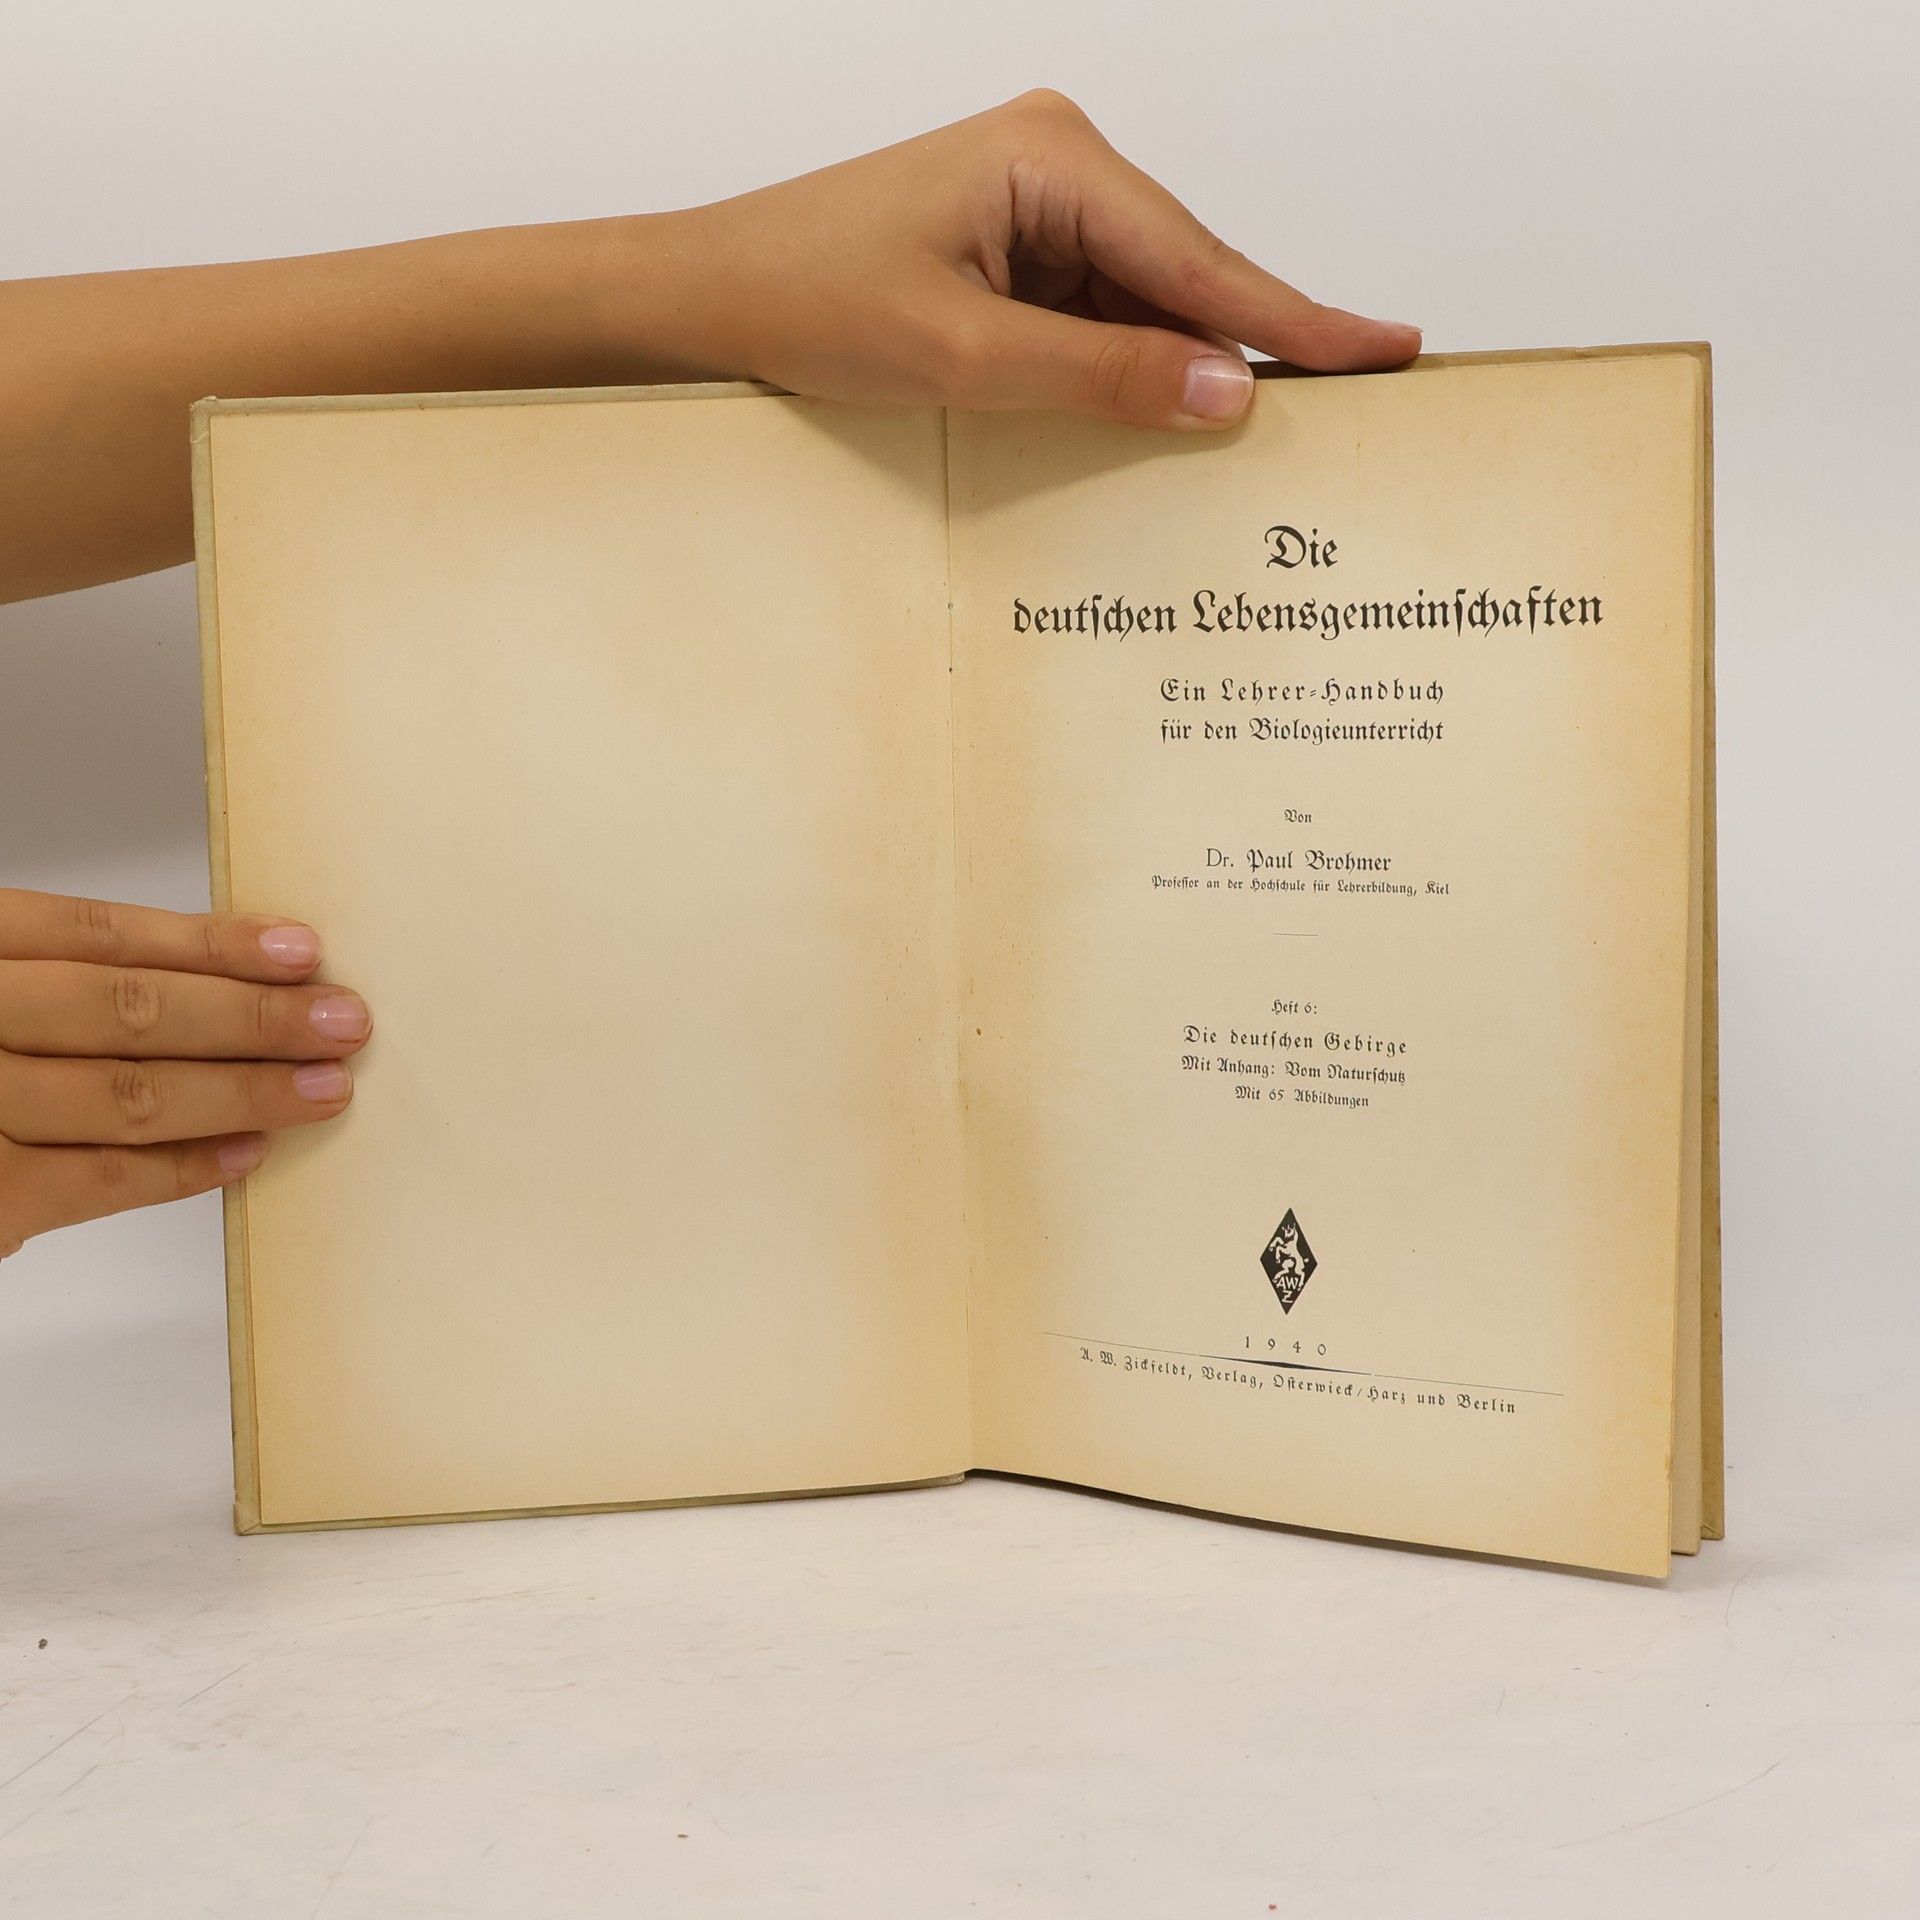 Die
deutſchen Lebensgemeinſchaften
Ein Lehrer-Handbuch
für den Biologieunterricht
Von
Dr. Paul Brohmer
Profeſſor an der Hochſchule für Lehrerbildung, Kiel
Heft 6:
Die deutſchen Gebirge
Mit Anhang: Vom Naturſchutz
Mit 65 Abbildungen
AW
Z
1940
A. W. Zickfeldt, Verlag, Oſterwieck/Harz und Berlin